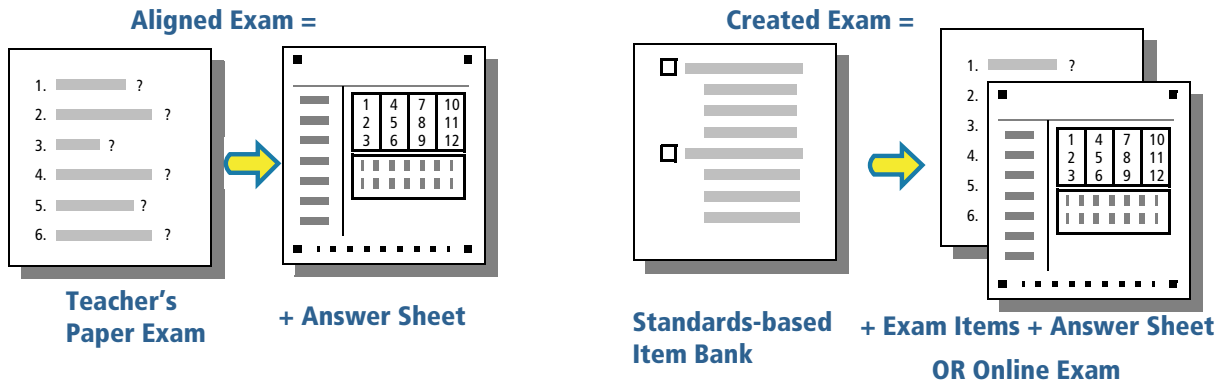 Aligned Exam =
1. ?
2. ?
3. ?
4. ?
5. ?
6. ?
1 4 7 10
2 5 8 11
3 6 9 12
Teacher's
Paper Exam
+ Answer Sheet
Created Exam =
1. ?
2.
3.
4.
5.
6.
1 4 7 10
2 5 8 11
3 6 9 12
Standards-based
Item Bank
+ Exam Items + Answer Sheet
OR Online Exam